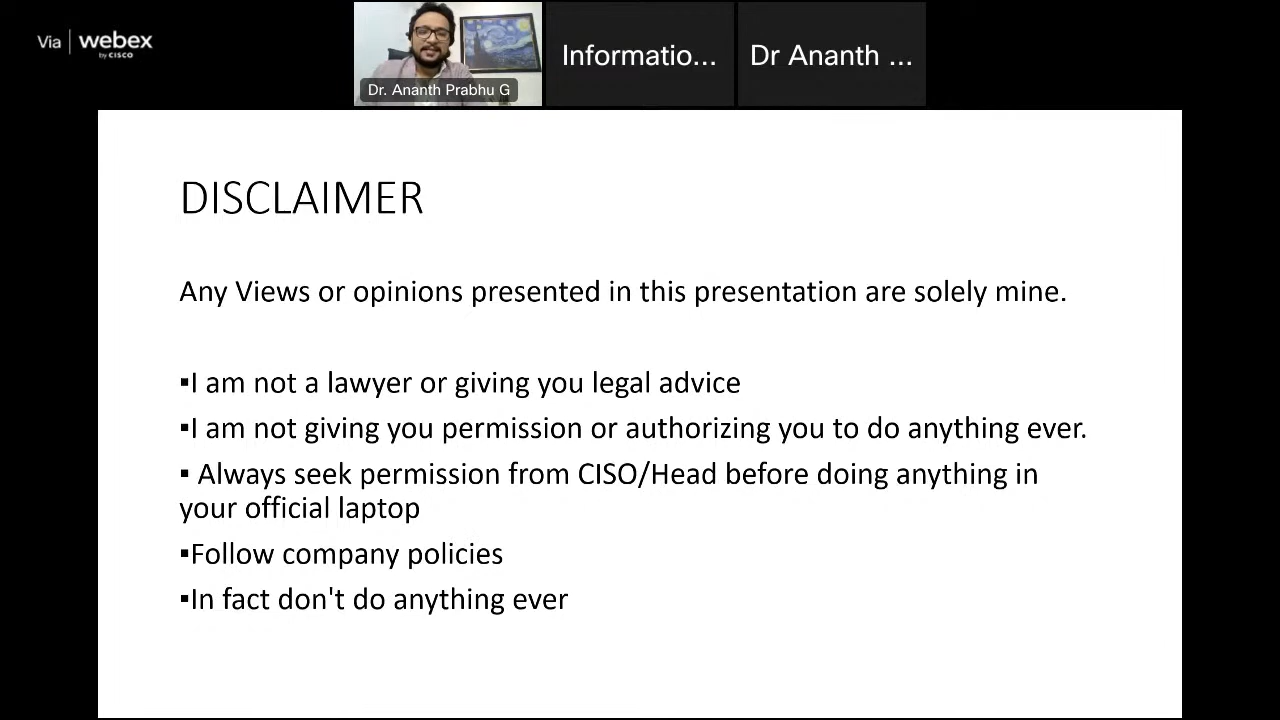 Via webex
by CISCO
Dr. Ananth Prabhu G
Informatio...
Dr Ananth ...
DISCLAIMER
Any Views or opinions presented in this presentation are solely mine.
▪I am not a lawyer or giving you legal advice
▪I am not giving you permission or authorizing you to do anything ever.
▪ Always seek permission from CISO/Head before doing anything in
your official laptop
▪Follow company policies
▪In fact don't do anything ever